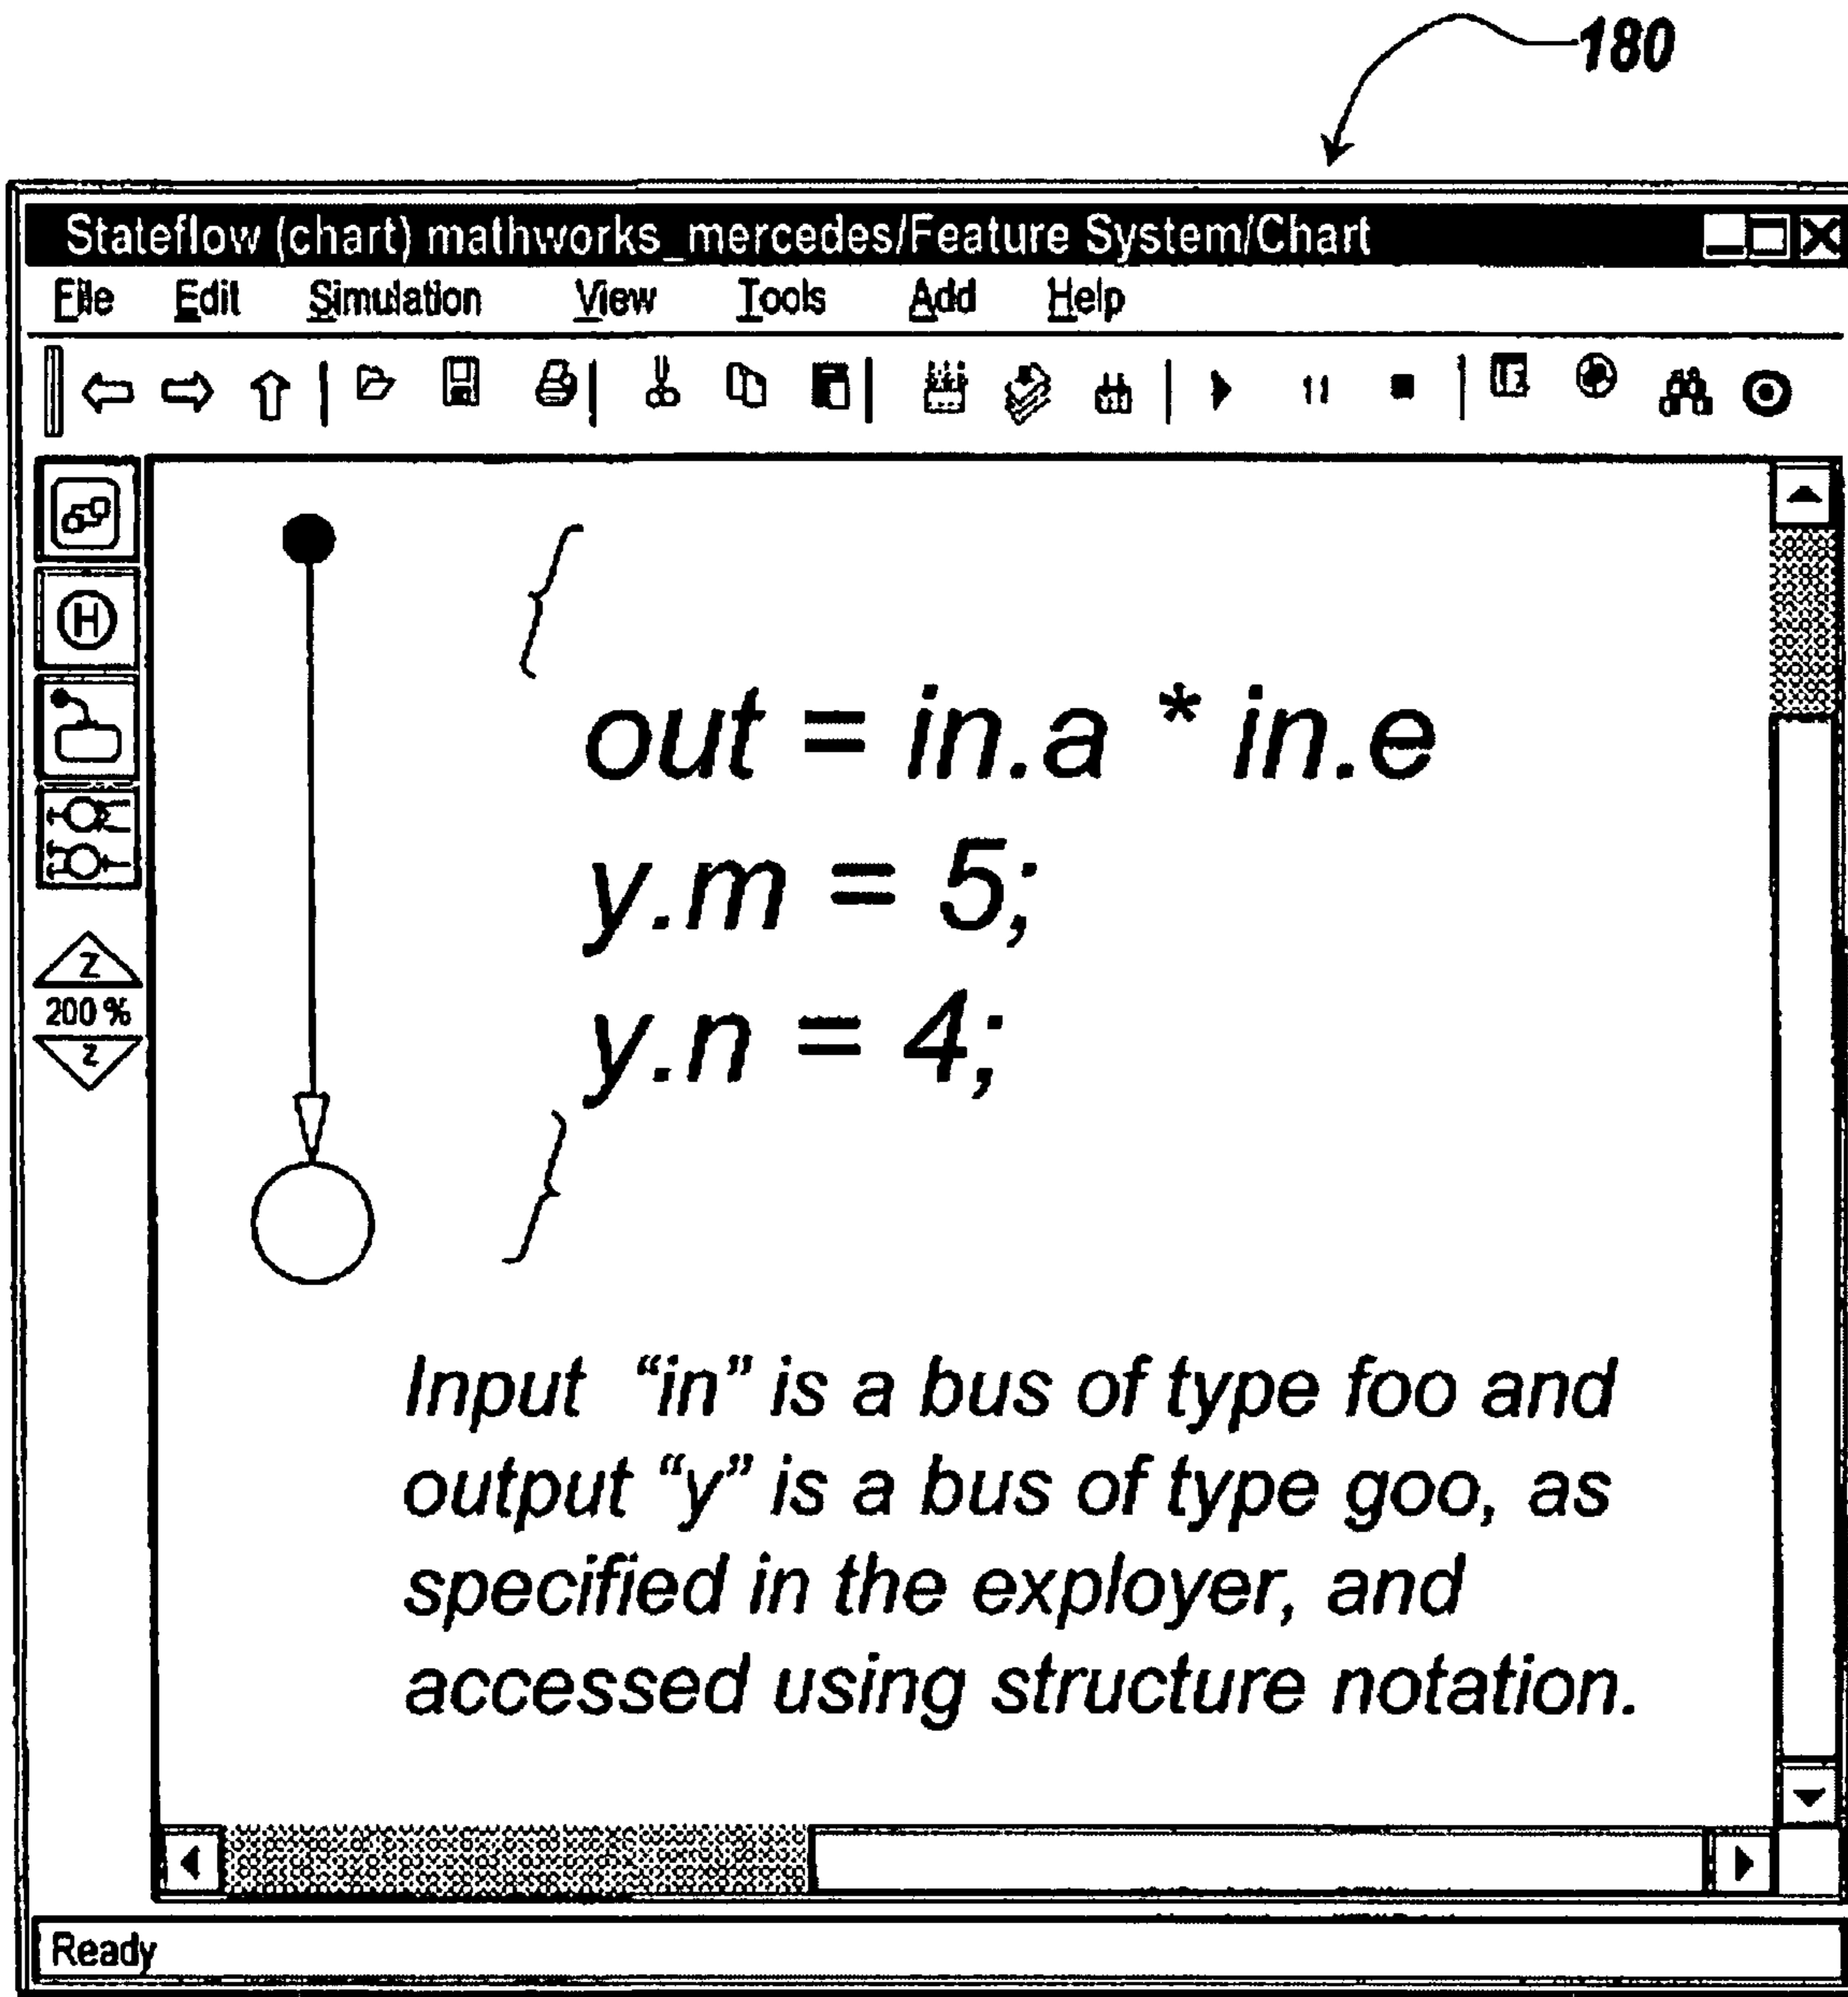 180
Stateflow (chart) mathworks_mercedes/Feature System/Chart
File Edit Simulation View Tools Add Help
H
{
out = in.a * in.e
y.m = 5;
y.n = 4;
}
Z
200 %
Z
Input “in” is a bus of type foo and
output “y” is a bus of type goo, as
specified in the exployer, and
accessed using structure notation.
Ready